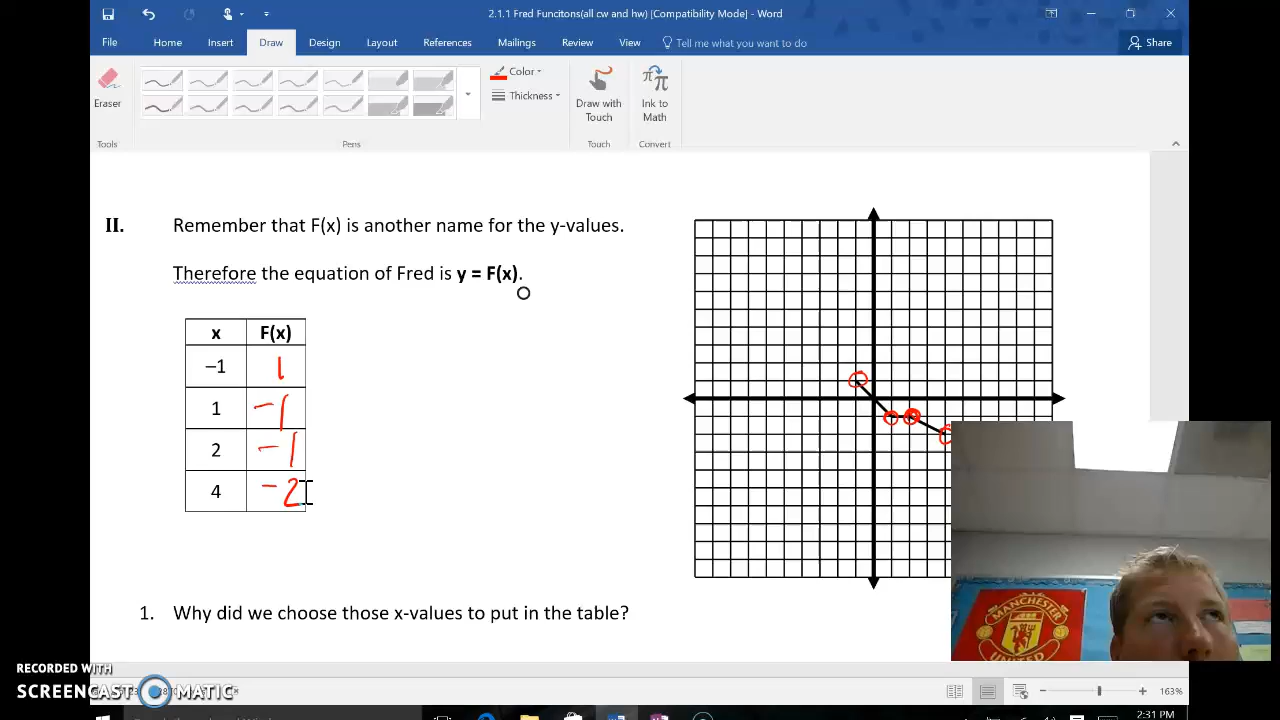 2.1.1 Fred Funcitons(all cw and hw) [Compatibility Mode] - Word
File Home Insert Draw Design Layout References Mailings Review View Tell me what you want to do Share
Eraser
Color
Thickness
Draw with Touch
Ink to Math
Tools Pens Touch Convert
II. Remember that F(x) is another name for the y-values.
Therefore the equation of Fred is y = F(x).
x F(x)
–1 1
1 -1
2 -1
4 -2
1. Why did we choose those x-values to put in the table?
MANCHESTER
UNITED
RECORDED WITH
SCREENCAST MATIC
163%
2:31 PM